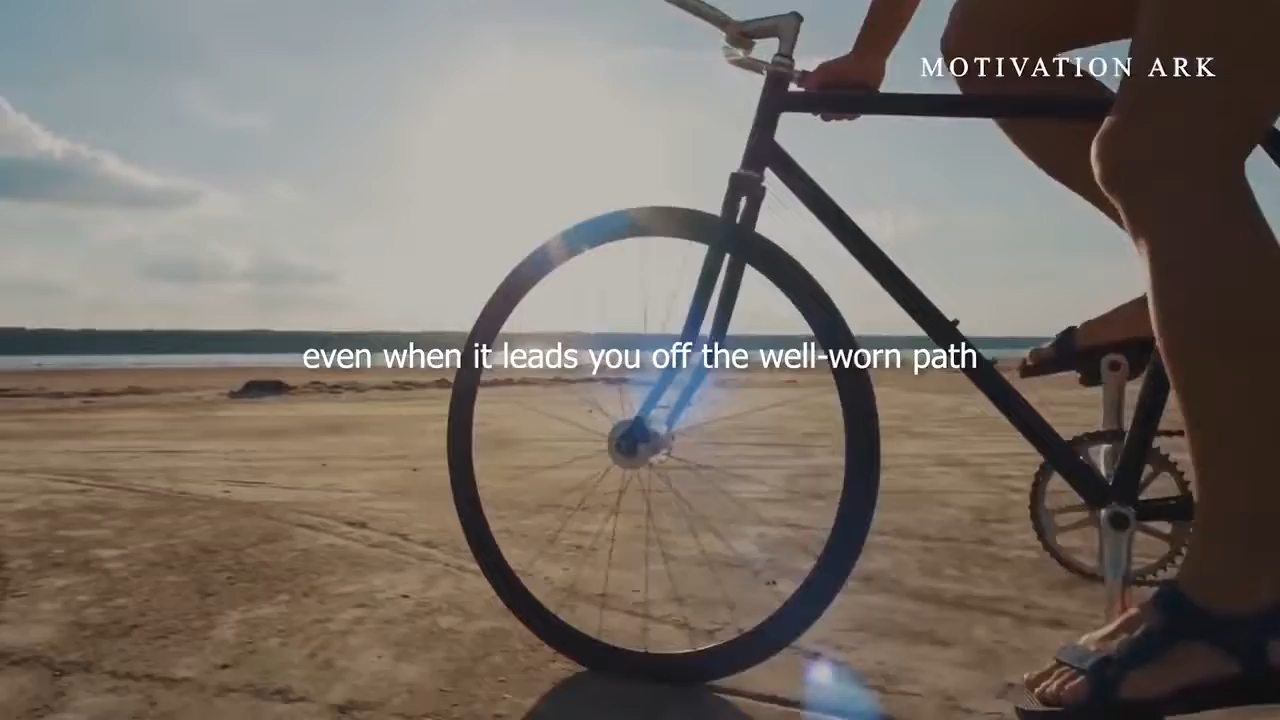 MOTIVATION ARK
even when it leads you off the well-worn path